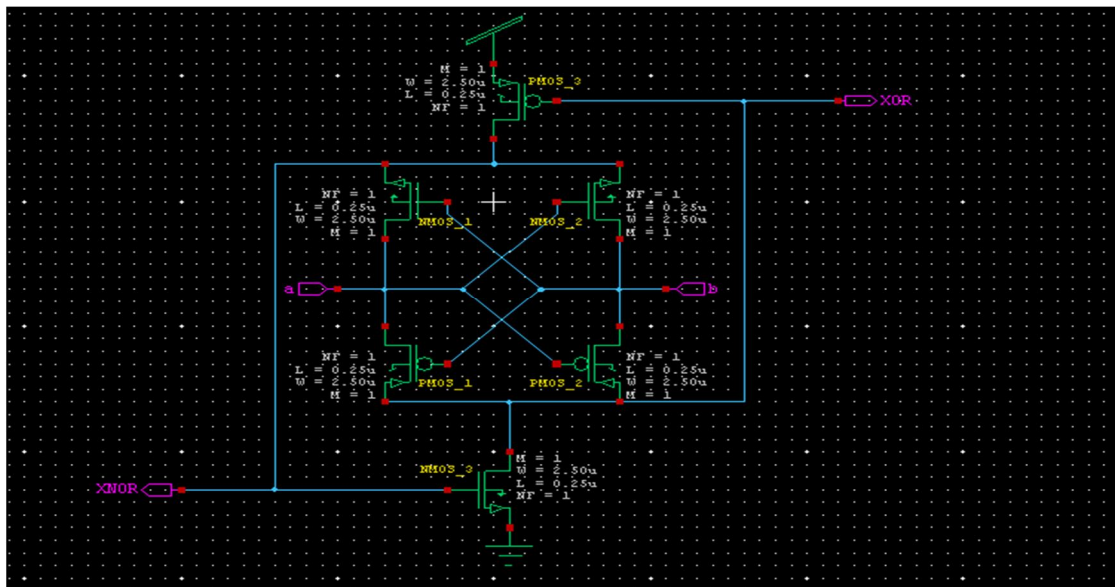 M = 1
W = 2.50u
L = 0.25u
NF = 1
PMOS_3
XOR
NF = 1
L = 0.25u
W = 2.50u
M = 1
NMOS_1
NMOS_2
NF = 1
L = 0.25u
W = 2.50u
M = 1
a
b
NF = 1
L = 0.25u
W = 2.50u
M = 1
PMOS_1
PMOS_2
NF = 1
L = 0.25u
W = 2.50u
M = 1
NMOS_3
M = 1
W = 2.50u
L = 0.25u
NF = 1
XNOR